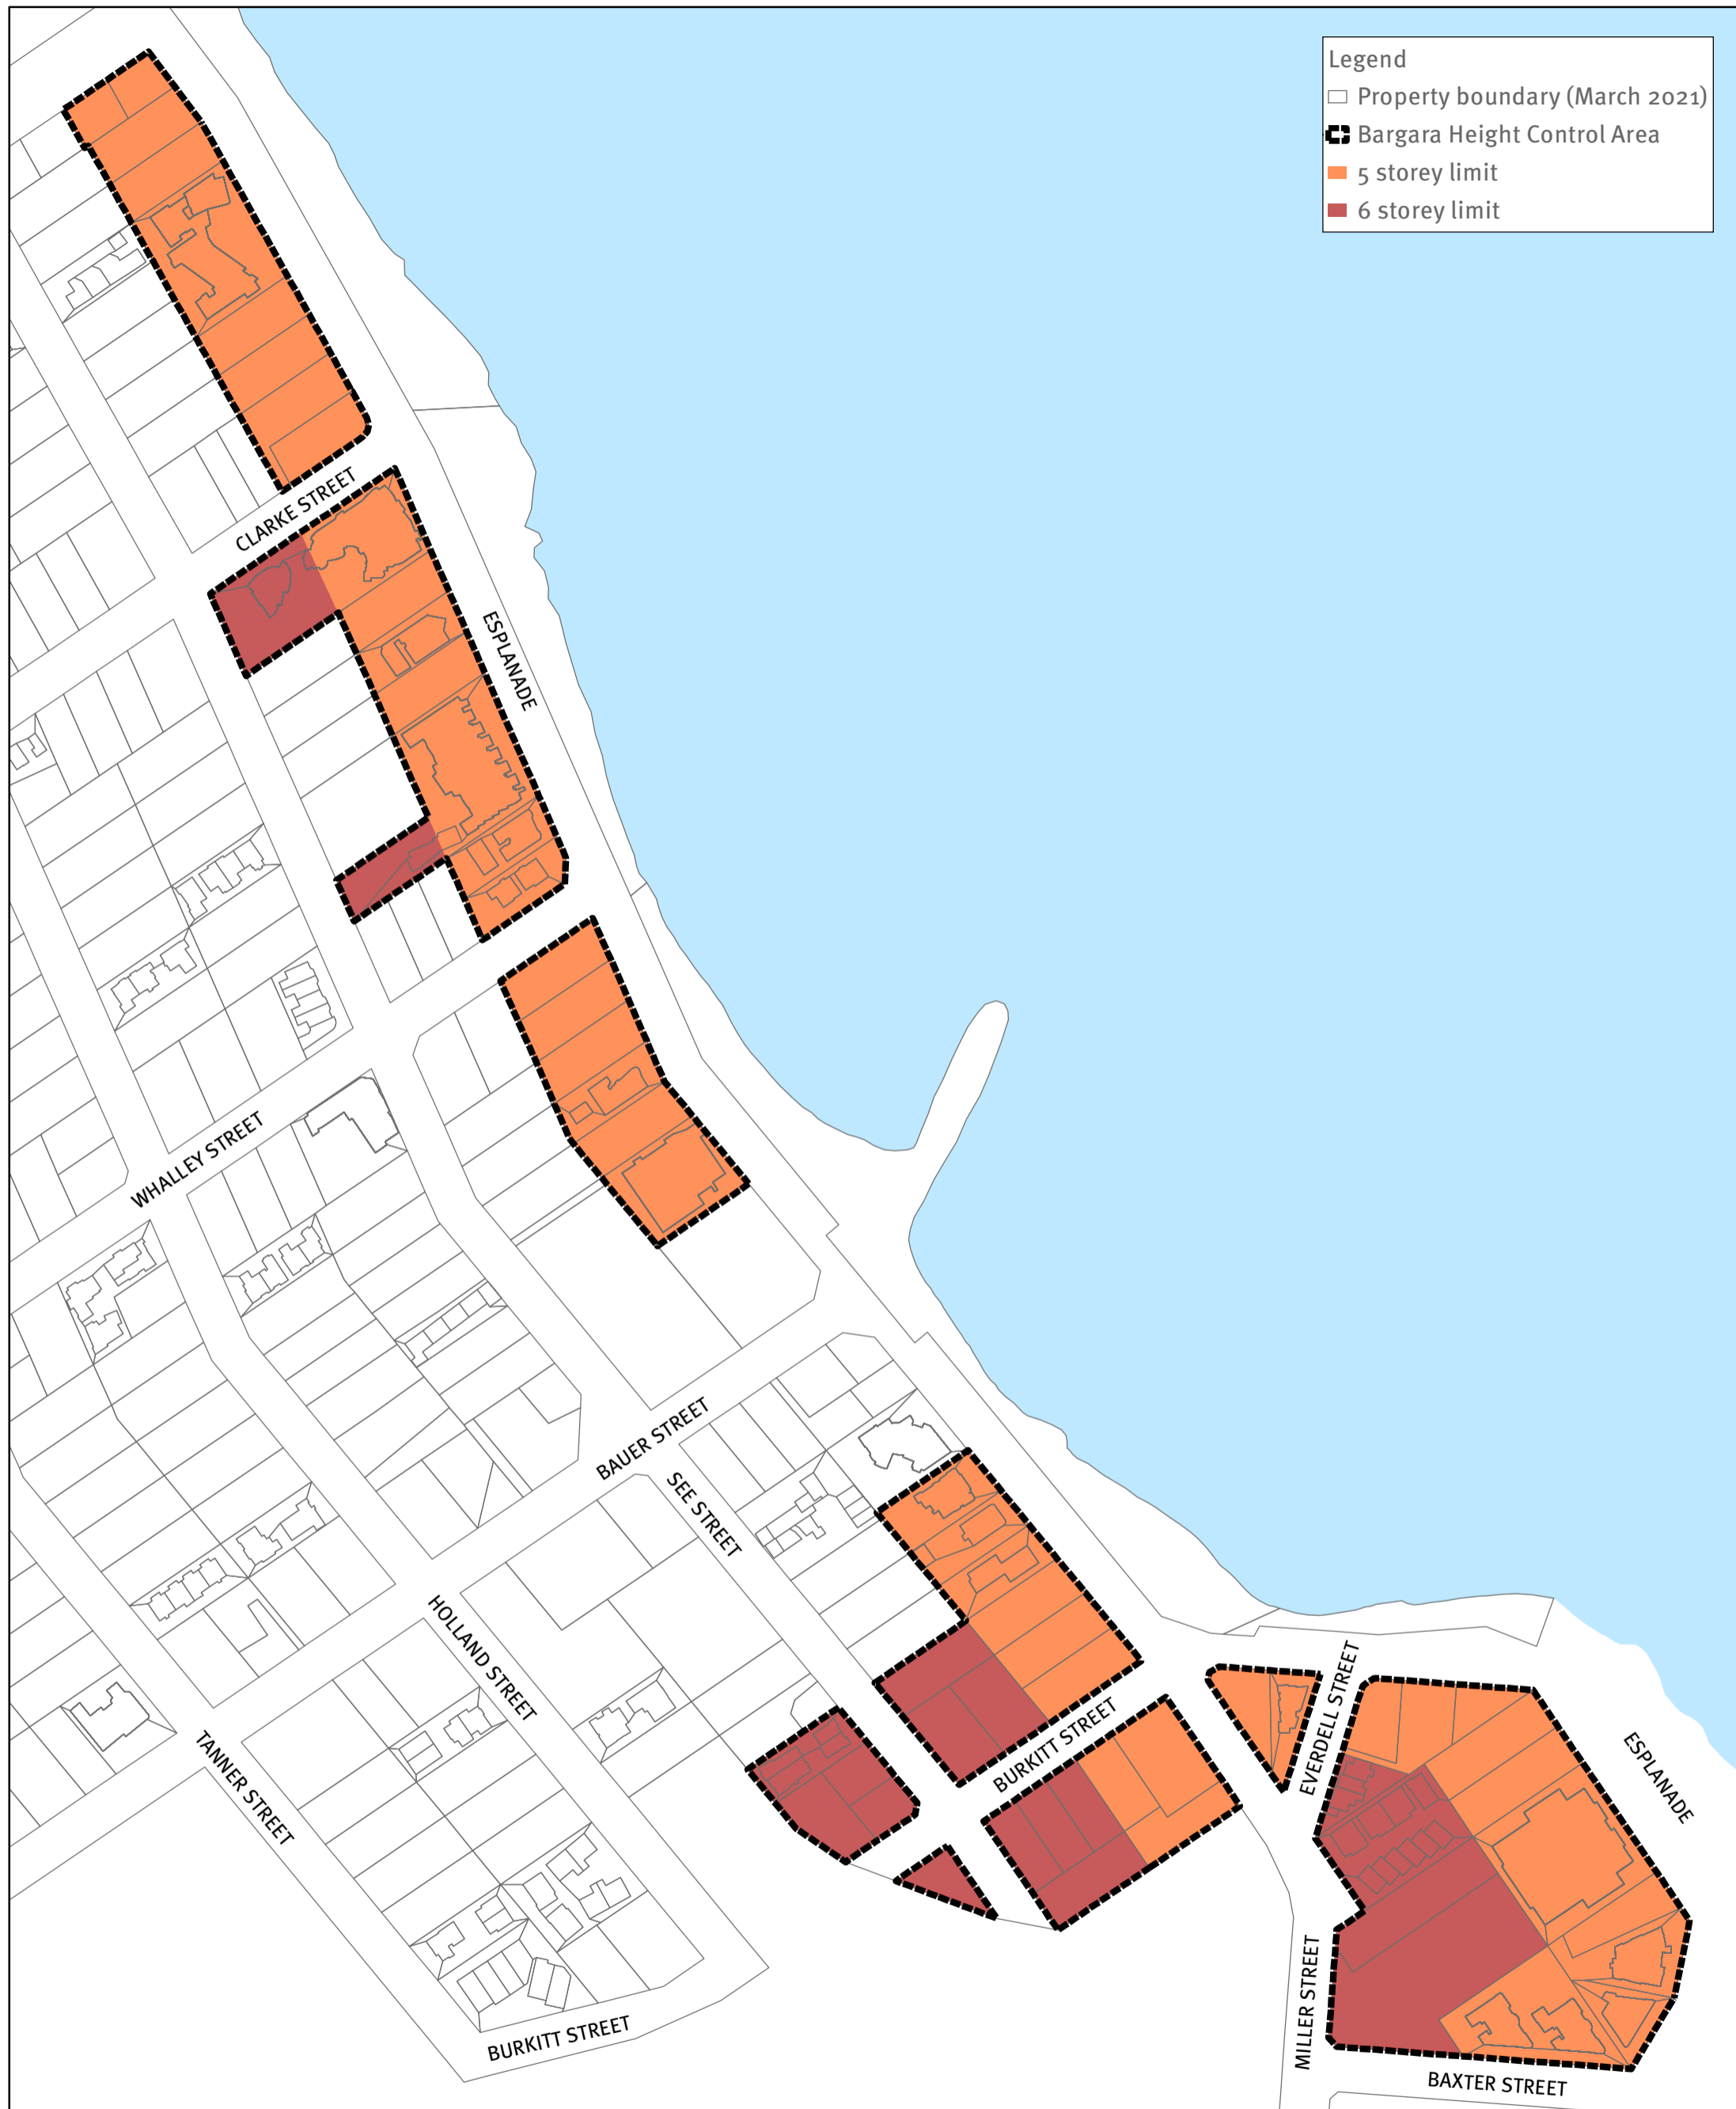 Legend
Property boundary (March 2021)
Bargara Height Control Area
5 storey limit
6 storey limit
CLARKE STREET
ESPLANADE
WHALLEY STREET
BAUER STREET
SEE STREET
HOLLAND STREET
TANNER STREET
BURKITT STREET
EVERDELL STREET
ESPLANADE
MILLER STREET
BURKITT STREET
BAXTER STREET